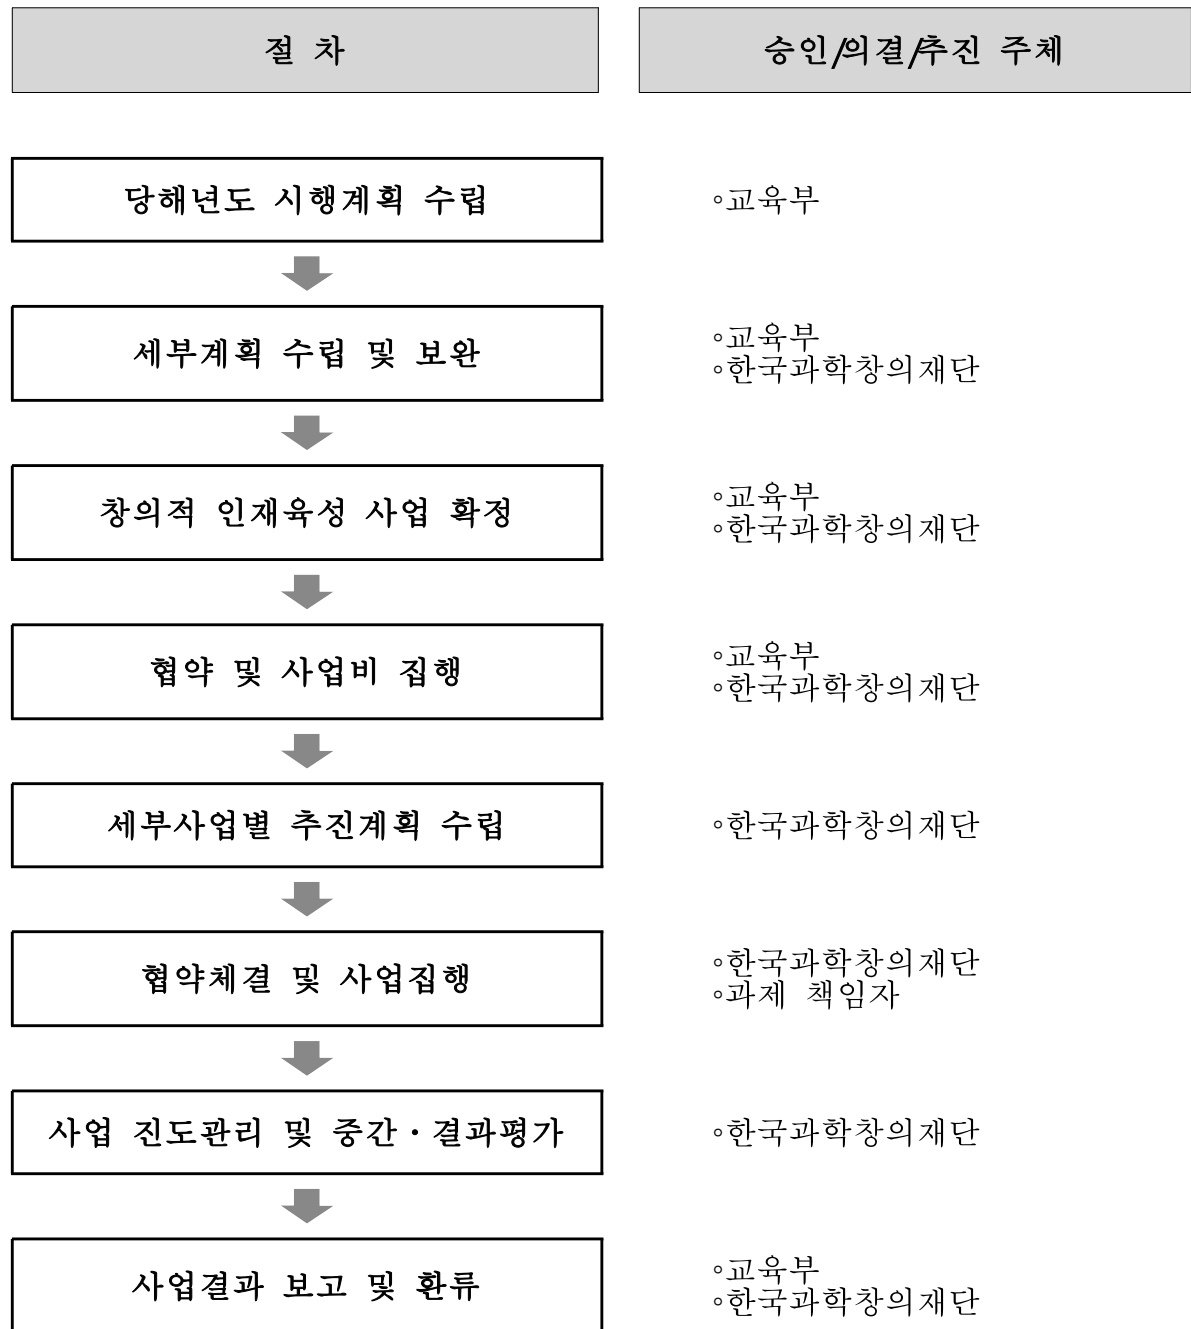 절 차
승인/의결/추진 주체
당해년도 시행계획 수립
◦교육부
세부계획 수립 및 보완
◦교육부
◦한국과학창의재단
창의적 인재육성 사업 확정
◦교육부
◦한국과학창의재단
협약 및 사업비 집행
◦교육부
◦한국과학창의재단
세부사업별 추진계획 수립
◦한국과학창의재단
협약체결 및 사업집행
◦한국과학창의재단
◦과제 책임자
사업 진도관리 및 중간·결과평가
◦한국과학창의재단
사업결과 보고 및 환류
◦교육부
◦한국과학창의재단